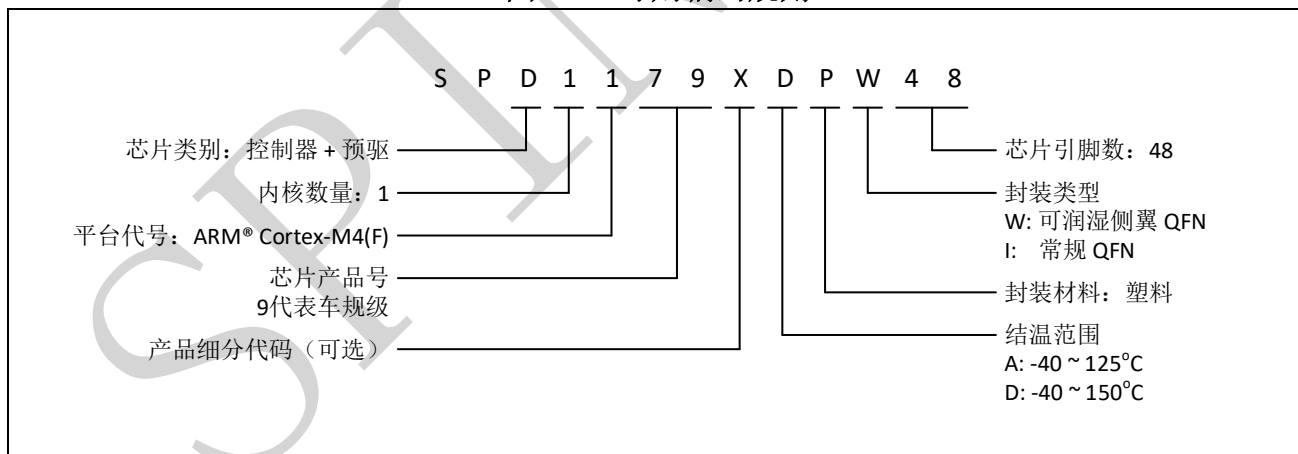 S P D 1 1 7 9 X D P W 4 8
芯片类别：控制器 + 预驱
内核数量：1
平台代号：ARM® Cortex-M4(F)
芯片产品号
9代表车规级
产品细分代码（可选）
芯片引脚数：48
封装类型
W: 可润湿侧翼 QFN
I: 常规 QFN
封装材料：塑料
结温范围
A: -40 ~ 125°C
D: -40 ~ 150°C